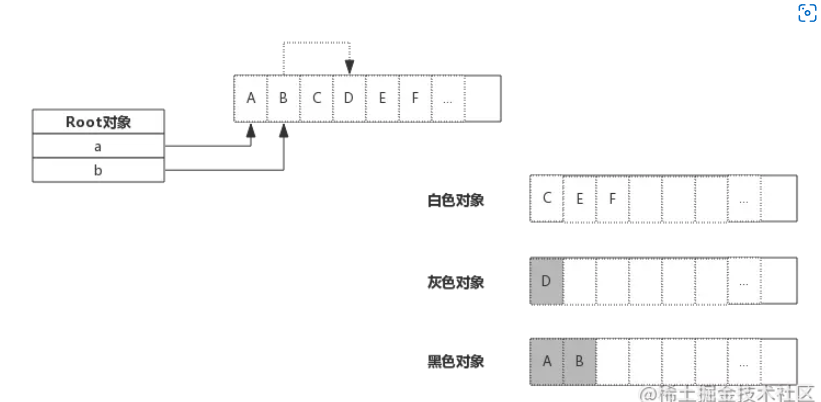 A B C D E F ...
Root对象
a
b
白色对象
C E F ...
灰色对象
D ...
黑色对象
A B ...
@稀土掘金技术社区